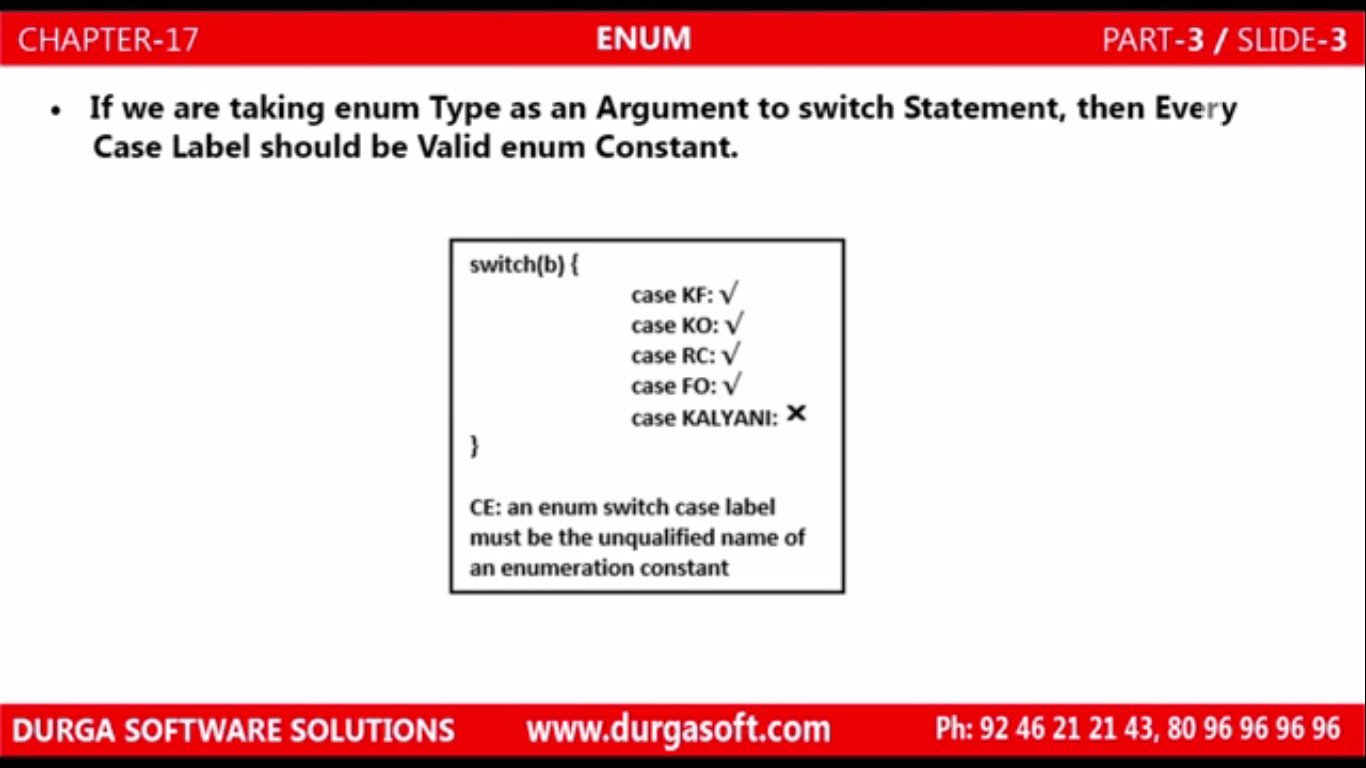 CHAPTER-17 ENUM PART-3 / SLIDE-3
• If we are taking enum Type as an Argument to switch Statement, then Every
Case Label should be Valid enum Constant.
switch(b) {
case KF: √
case KO: √
case RC: √
case FO: √
case KALYANI: ×
}
CE: an enum switch case label
must be the unqualified name of
an enumeration constant
DURGA SOFTWARE SOLUTIONS www.durgasoft.com Ph: 92 46 21 21 43, 80 96 96 96 96